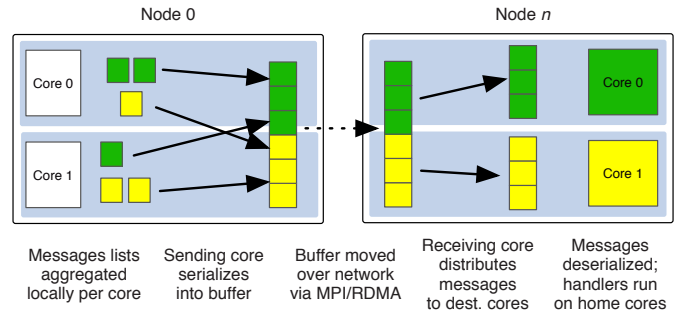 Node 0
Node n
Core 0
Core 0
Core 1
Core 1
Messages lists
aggregated
locally per core
Sending core
serializes
into buffer
Buffer moved
over network
via MPI/RDMA
Receiving core
distributes
messages
to dest. cores
Messages
deserialized;
handlers run
on home cores